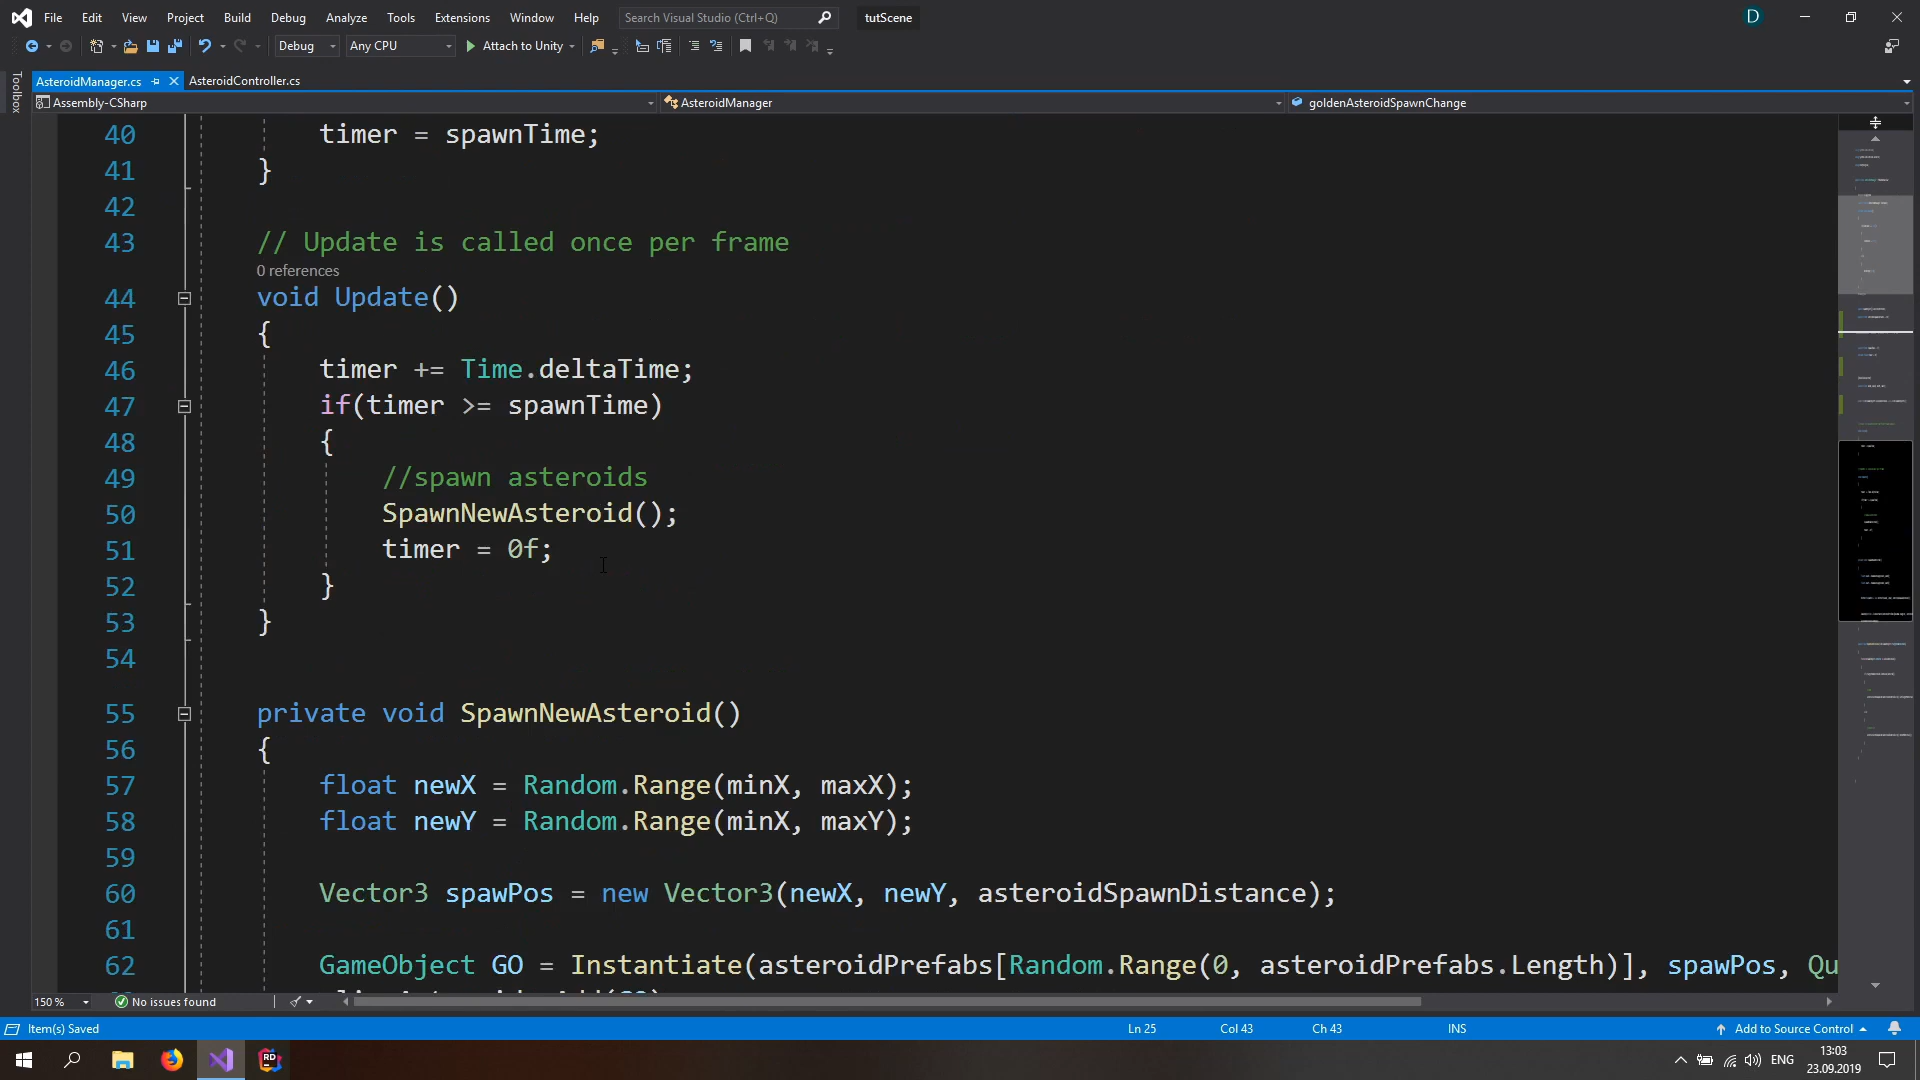 File Edit View Project Build Debug Analyze Tools Extensions Window Help Search Visual Studio (Ctrl+Q) tutScene D
Debug Any CPU Attach to Unity
AsteroidManager.cs AsteroidController.cs
Toolbox
Assembly-CSharp AsteroidManager goldenAsteroidSpawnChange
40 timer = spawnTime;
41 }
42
43 // Update is called once per frame
0 references
44 void Update()
45 {
46 timer += Time.deltaTime;
47 if(timer >= spawnTime)
48 {
49 //spawn asteroids
50 SpawnNewAsteroid();
51 timer = 0f;
52 }
53 }
54
55 private void SpawnNewAsteroid()
56 {
57 float newX = Random.Range(minX, maxX);
58 float newY = Random.Range(minX, maxY);
59
60 Vector3 spawPos = new Vector3(newX, newY, asteroidSpawnDistance);
61
62 GameObject GO = Instantiate(asteroidPrefabs[Random.Range(0, asteroidPrefabs.Length)], spawPos, Qu
150 % No issues found
Item(s) Saved Ln 25 Col 43 Ch 43 INS Add to Source Control
RD ENG 13:03
23.09.2019